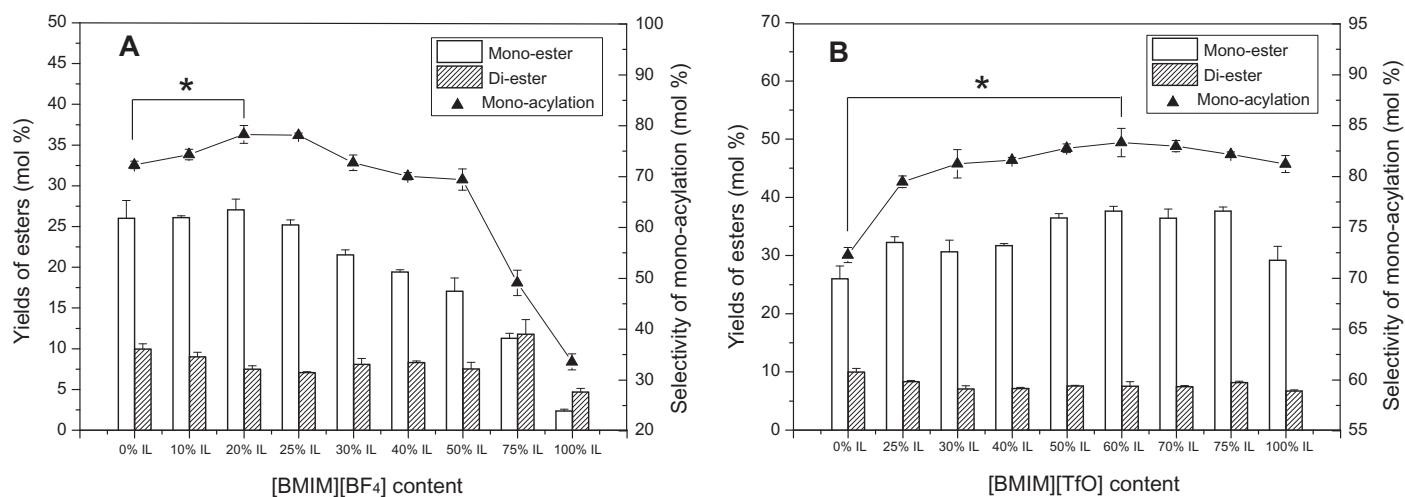 A
Mono-ester
Di-ester
Mono-acylation
*
Yields of esters (mol %)
50
45
40
35
30
25
20
15
10
5
0
100
90
80
70
60
50
40
30
20
Selectivity of mono-acylation (mol %)
0% IL 10% IL 20% IL 25% IL 30% IL 40% IL 50% IL 75% IL 100% IL
[BMIM][BF4] content
B
Mono-ester
Di-ester
Mono-acylation
*
Yields of esters (mol %)
70
60
50
40
30
20
10
0
95
90
85
80
75
70
65
60
55
Selectivity of mono-acylation (mol %)
0% IL 25% IL 30% IL 40% IL 50% IL 60% IL 70% IL 75% IL 100% IL
[BMIM][TfO] content